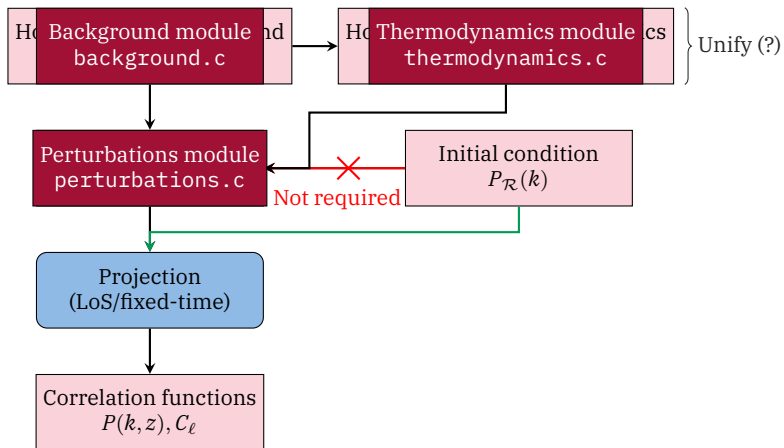 Background module
background.c
Thermodynamics module
thermodynamics.c
Unify (?)
Perturbations module
perturbations.c
Not required
Initial condition
P_ℛ(k)
Projection
(LoS/fixed-time)
Correlation functions
P(k, z), C_ℓ